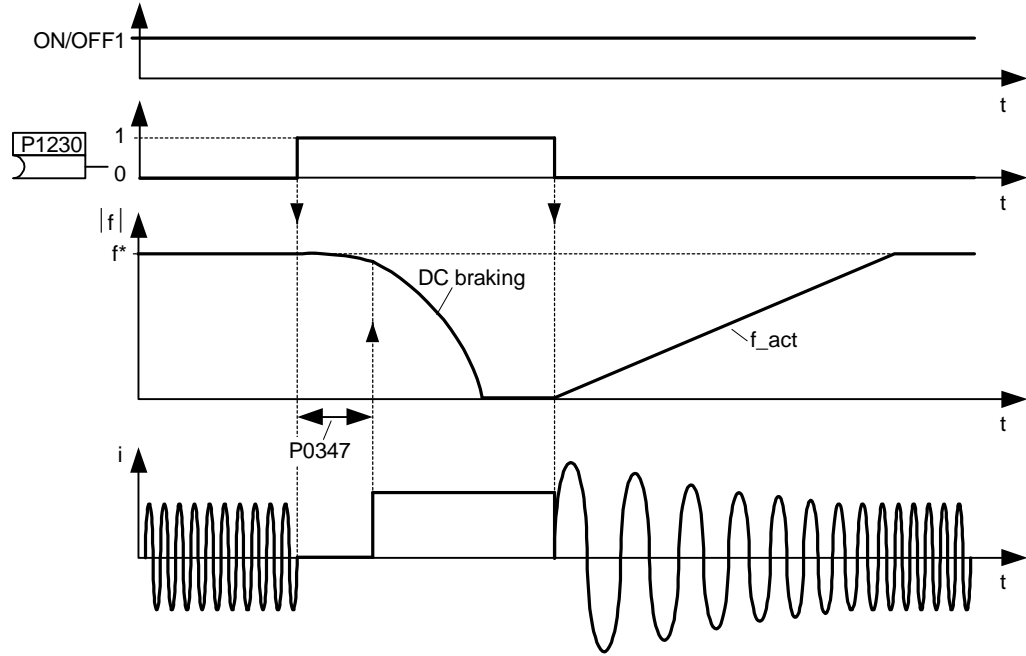 ON/OFF1
t
P1230
1
0
t
|f|
f*
DC braking
f_act
t
P0347
i
t